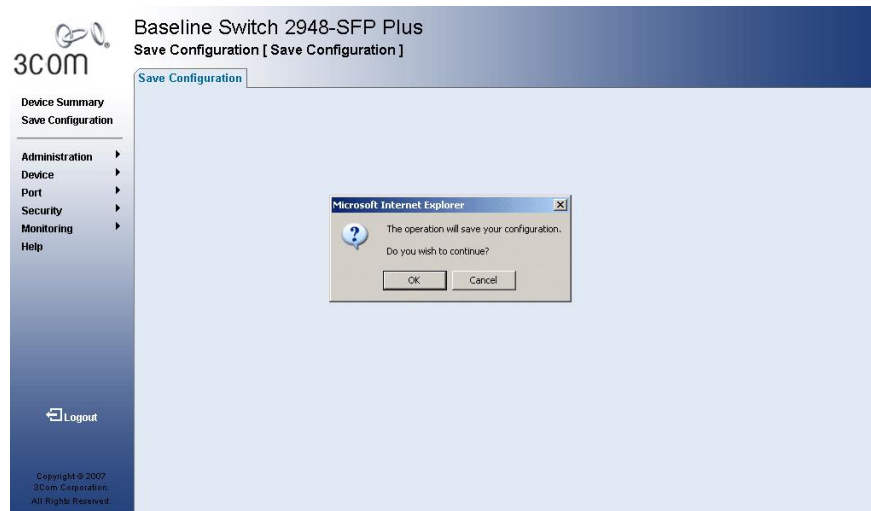 3COM
Baseline Switch 2948-SFP Plus
Save Configuration [ Save Configuration ]
Save Configuration
Device Summary
Save Configuration
Administration
Device
Port
Security
Monitoring
Help
Microsoft Internet Explorer
The operation will save your configuration.
Do you wish to continue?
OK
Cancel
Logout
Copyright © 2007
3Com Corporation.
All Rights Reserved.